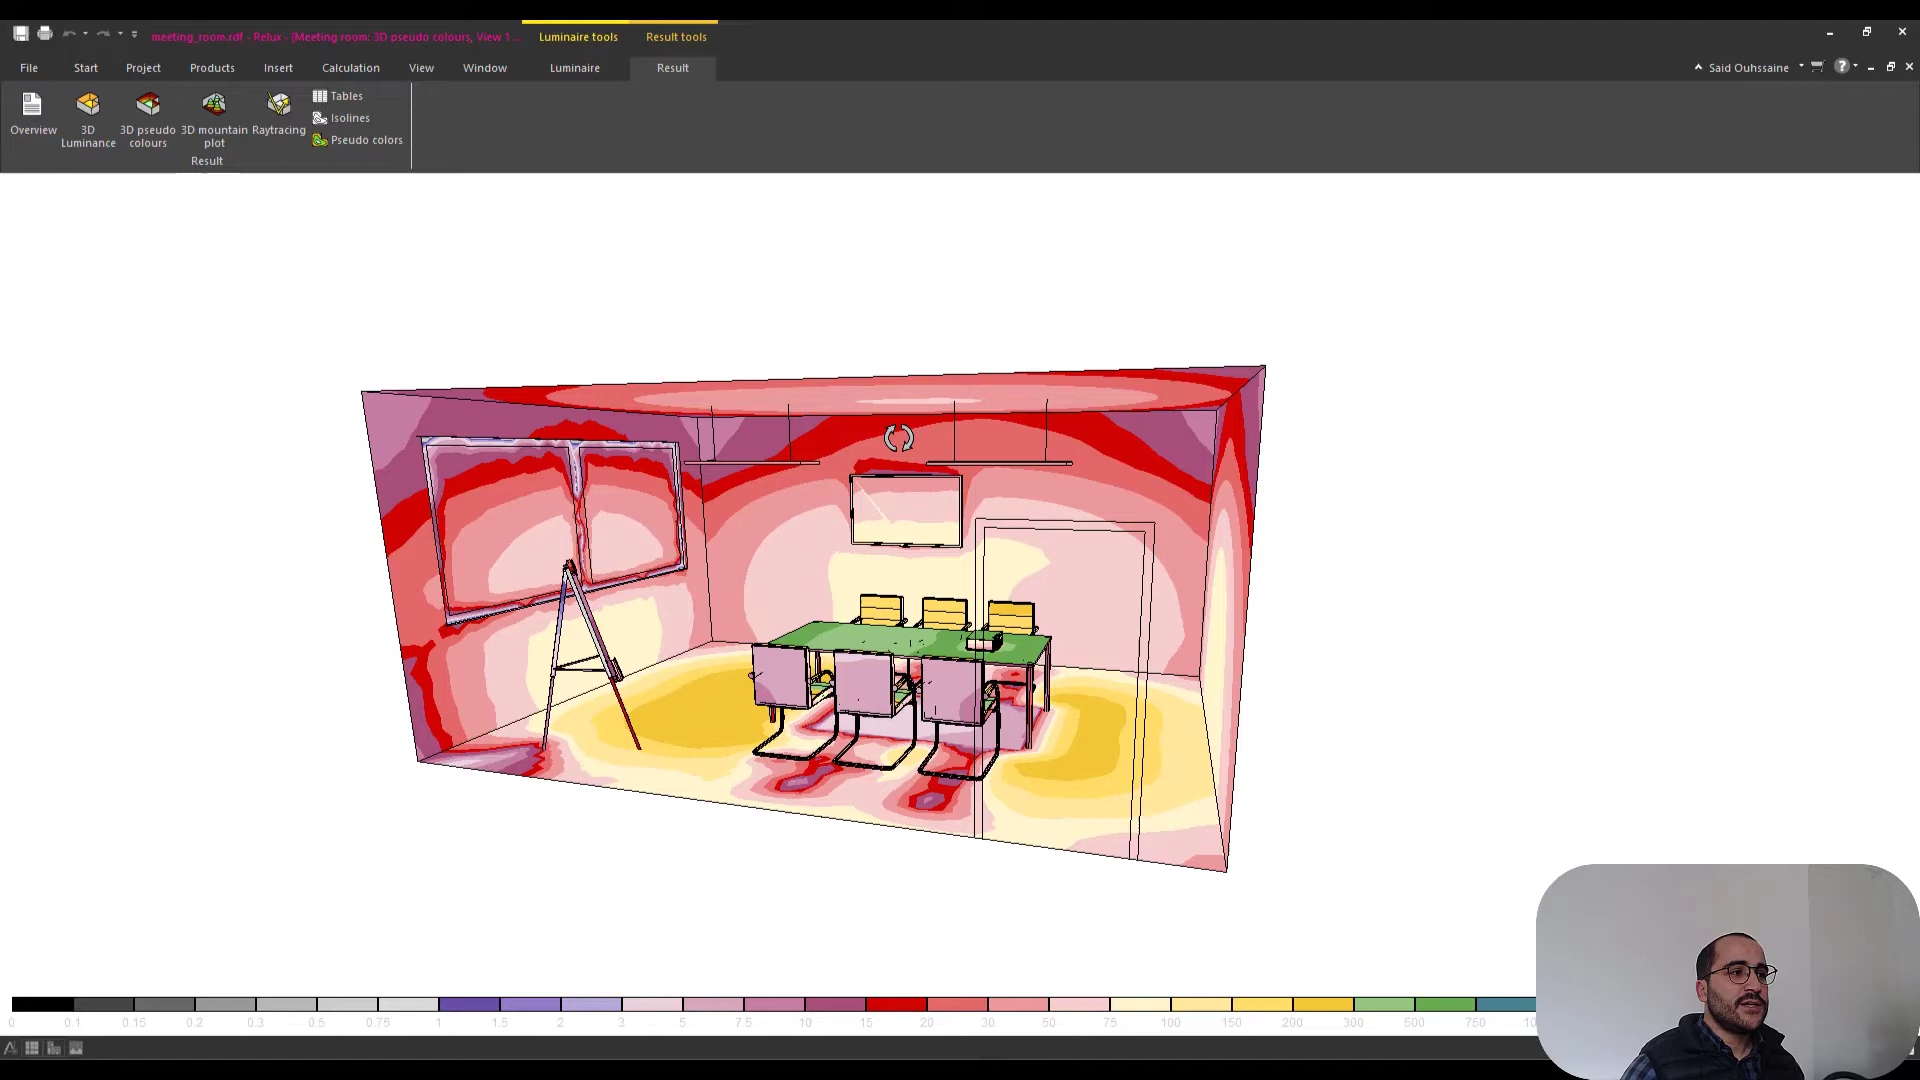 meeting_room.rdf - Relux - [Meeting room: 3D pseudo colours, View 1 ...
Luminaire tools
Result tools
File
Start
Project
Products
Insert
Calculation
View
Window
Luminaire
Result
Said Ouhssaine
Overview
3D
Luminance
3D pseudo
colours
3D mountain
plot
Raytracing
Tables
Isolines
Pseudo colors
Result
0 0.1 0.15 0.2 0.3 0.5 0.75 1 1.5 2 3 5 7.5 10 15 20 30 50 75 100 150 200 300 500 750